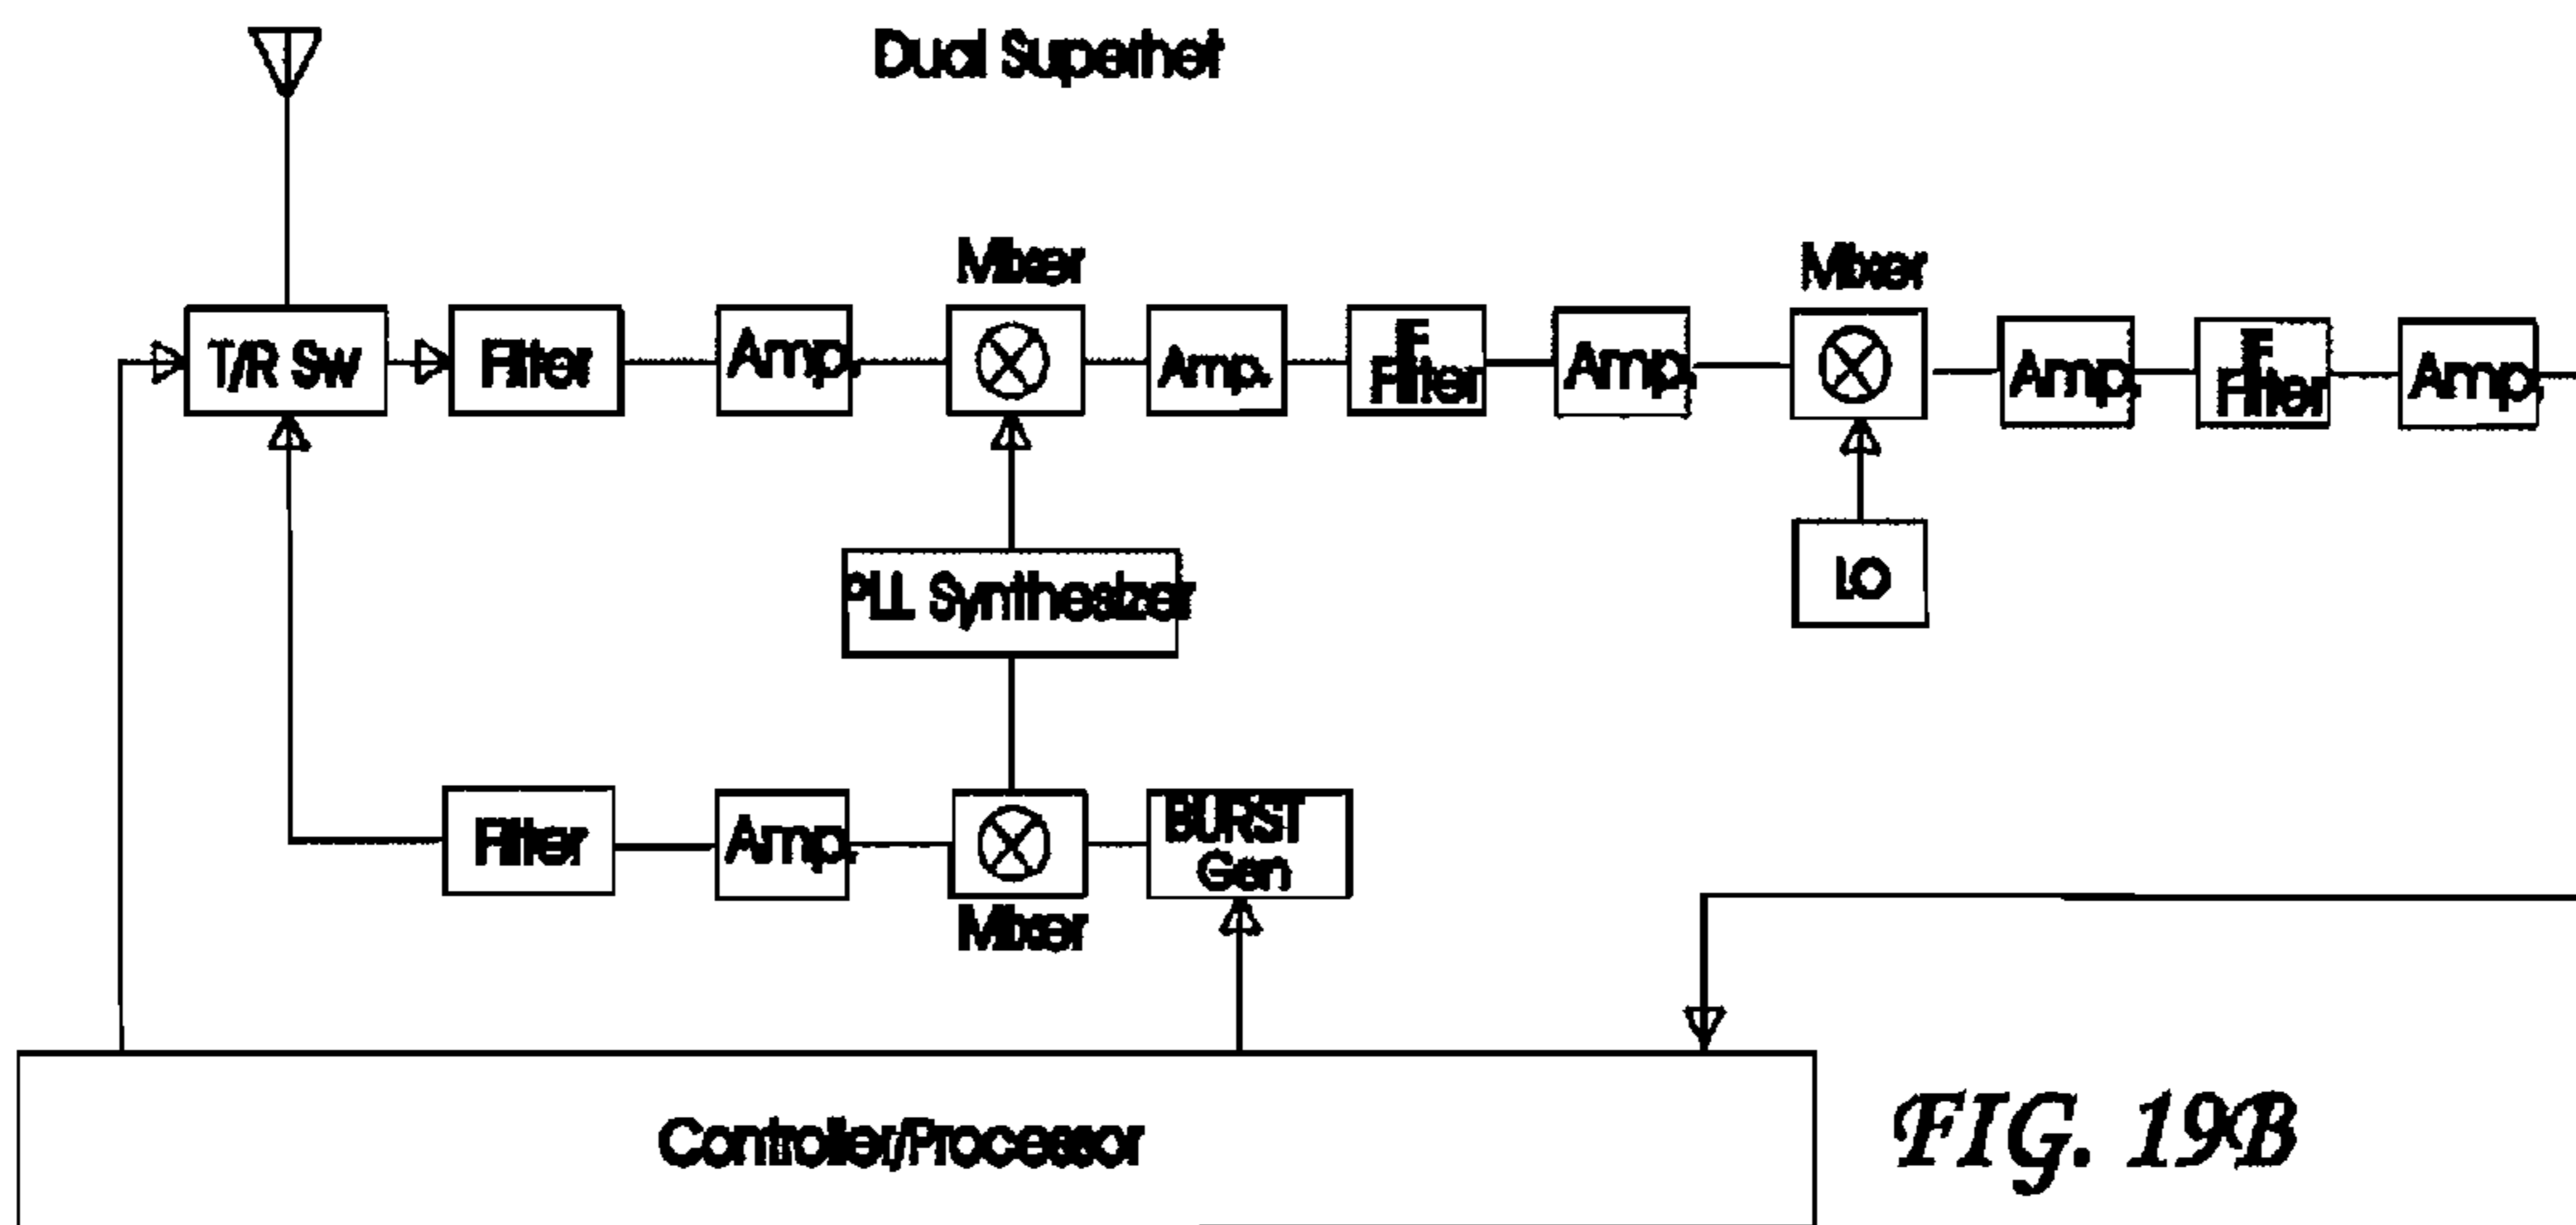 Dual Superhet
Mixer
Mixer
T/R Sw
Filter
Amp.
Amp.
IF
Filter
Amp.
Amp.
IF
Filter
Amp.
PLL Synthesizer
LO
Filter
Amp.
BURST
Gen
Mixer
Controller/Processor
FIG. 19B